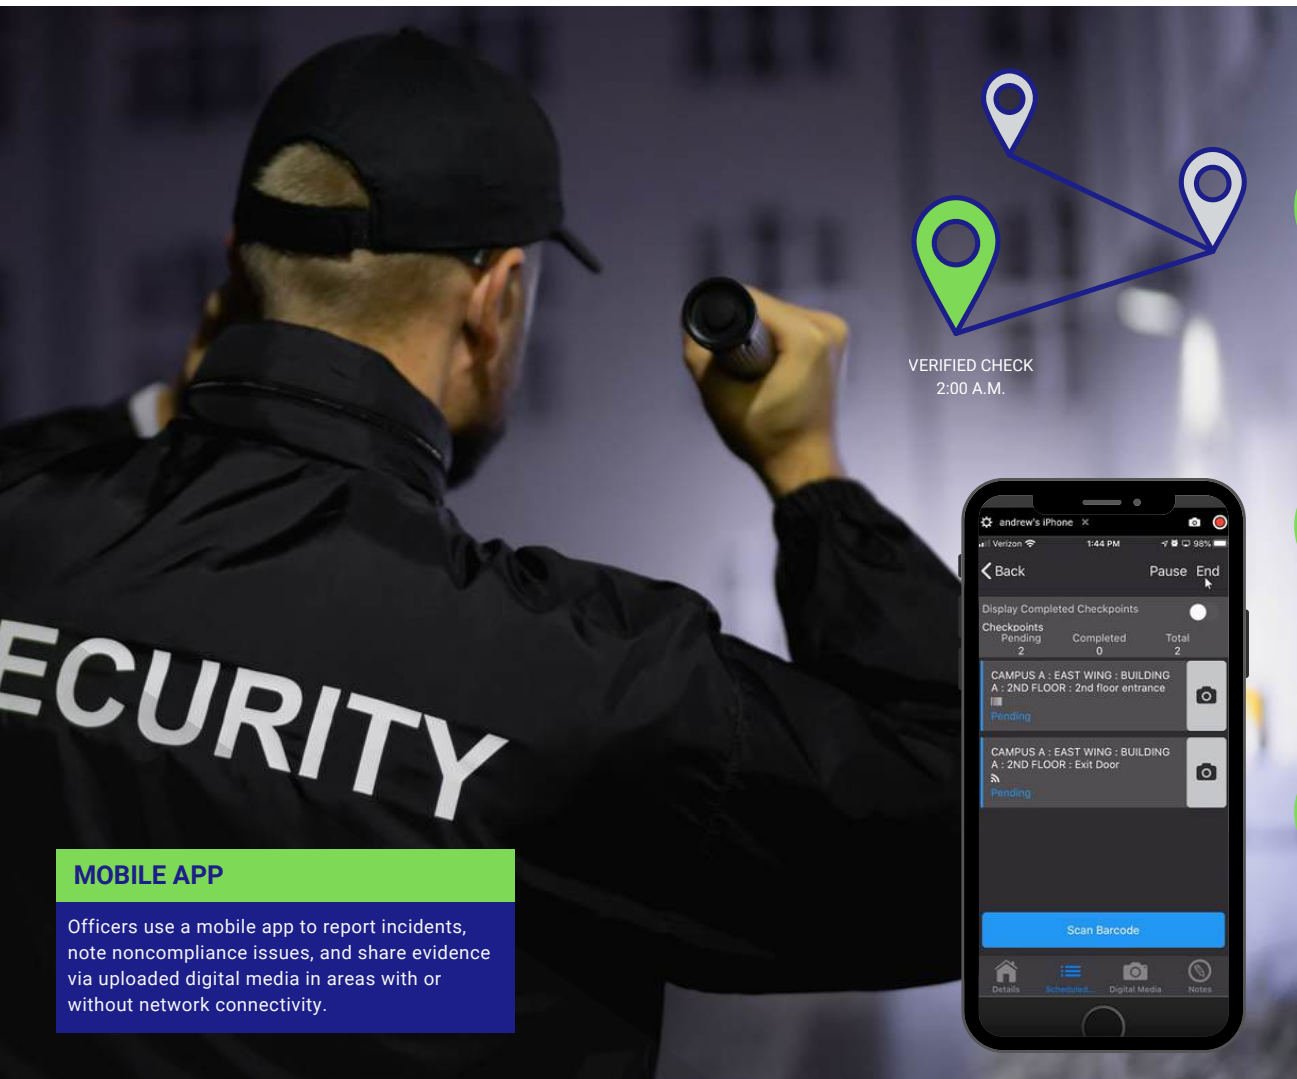 VERIFIED CHECK
2:00 A.M.
ECURITY
MOBILE APP
Officers use a mobile app to report incidents,
note noncompliance issues, and share evidence
via uploaded digital media in areas with or
without network connectivity.
andrew's iPhone
Verizon 1:44 PM 98%
Back Pause End
Display Completed Checkpoints
Checkpoints
Pending Completed Total
2 0 2
CAMPUS A : EAST WING : BUILDING
A : 2ND FLOOR : 2nd floor entrance
Pending
CAMPUS A : EAST WING : BUILDING
A : 2ND FLOOR : Exit Door
Pending
Scan Barcode
Details Scheduled... Digital Media Notes